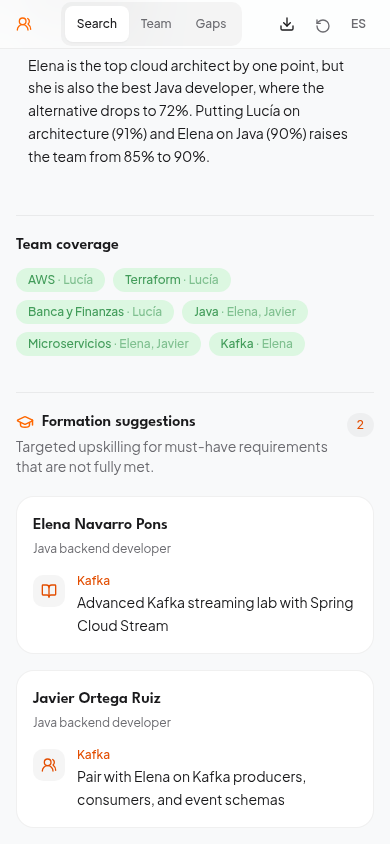 Search Team Gaps ES
Elena is the top cloud architect by one point, but
she is also the best Java developer, where the
alternative drops to 72%. Putting Lucía on
architecture (91%) and Elena on Java (90%) raises
the team from 85% to 90%.
Team coverage
AWS · Lucía Terraform · Lucía
Banca y Finanzas · Lucía Java · Elena, Javier
Microservicios · Elena, Javier Kafka · Elena
Formation suggestions 2
Targeted upskilling for must-have requirements
that are not fully met.
Elena Navarro Pons
Java backend developer
Kafka
Advanced Kafka streaming lab with Spring
Cloud Stream
Javier Ortega Ruiz
Java backend developer
Kafka
Pair with Elena on Kafka producers,
consumers, and event schemas